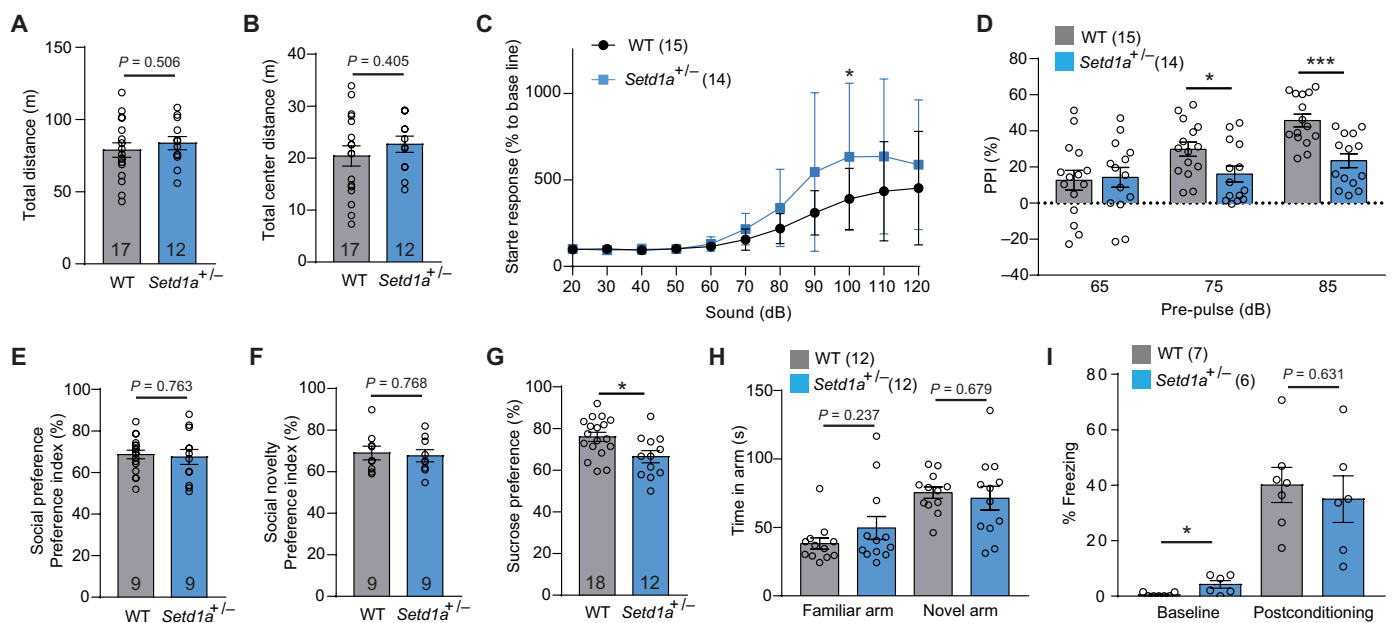 A
Total distance (m)
150
100
50
0
P = 0.506
17
12
WT
Setd1a+/–
B
Total center distance (m)
40
30
20
10
0
P = 0.405
17
12
WT
Setd1a+/–
C
Starte response (% to base line)
WT (15)
Setd1a+/– (14)
*
1000
500
0
20 30 40 50 60 70 80 90 100 110 120
Sound (dB)
D
WT (15)
Setd1a+/– (14)
PPI (%)
100
80
60
40
20
0
–20
–40
*
***
65 75 85
Pre-pulse (dB)
E
Social preference
Preference index (%)
100
80
60
40
20
0
P = 0.763
9
9
WT
Setd1a+/–
F
Social novelty
Preference index (%)
100
80
60
40
20
0
P = 0.768
9
9
WT
Setd1a+/–
G
Sucrose preference (%)
100
80
60
40
20
0
*
18
12
WT
Setd1a+/–
H
WT (12)
Setd1a+/– (12)
Time in arm (s)
150
100
50
0
P = 0.237
P = 0.679
Familiar arm
Novel arm
I
WT (7)
Setd1a+/– (6)
% Freezing
80
60
40
20
0
*
P = 0.631
Baseline
Postconditioning